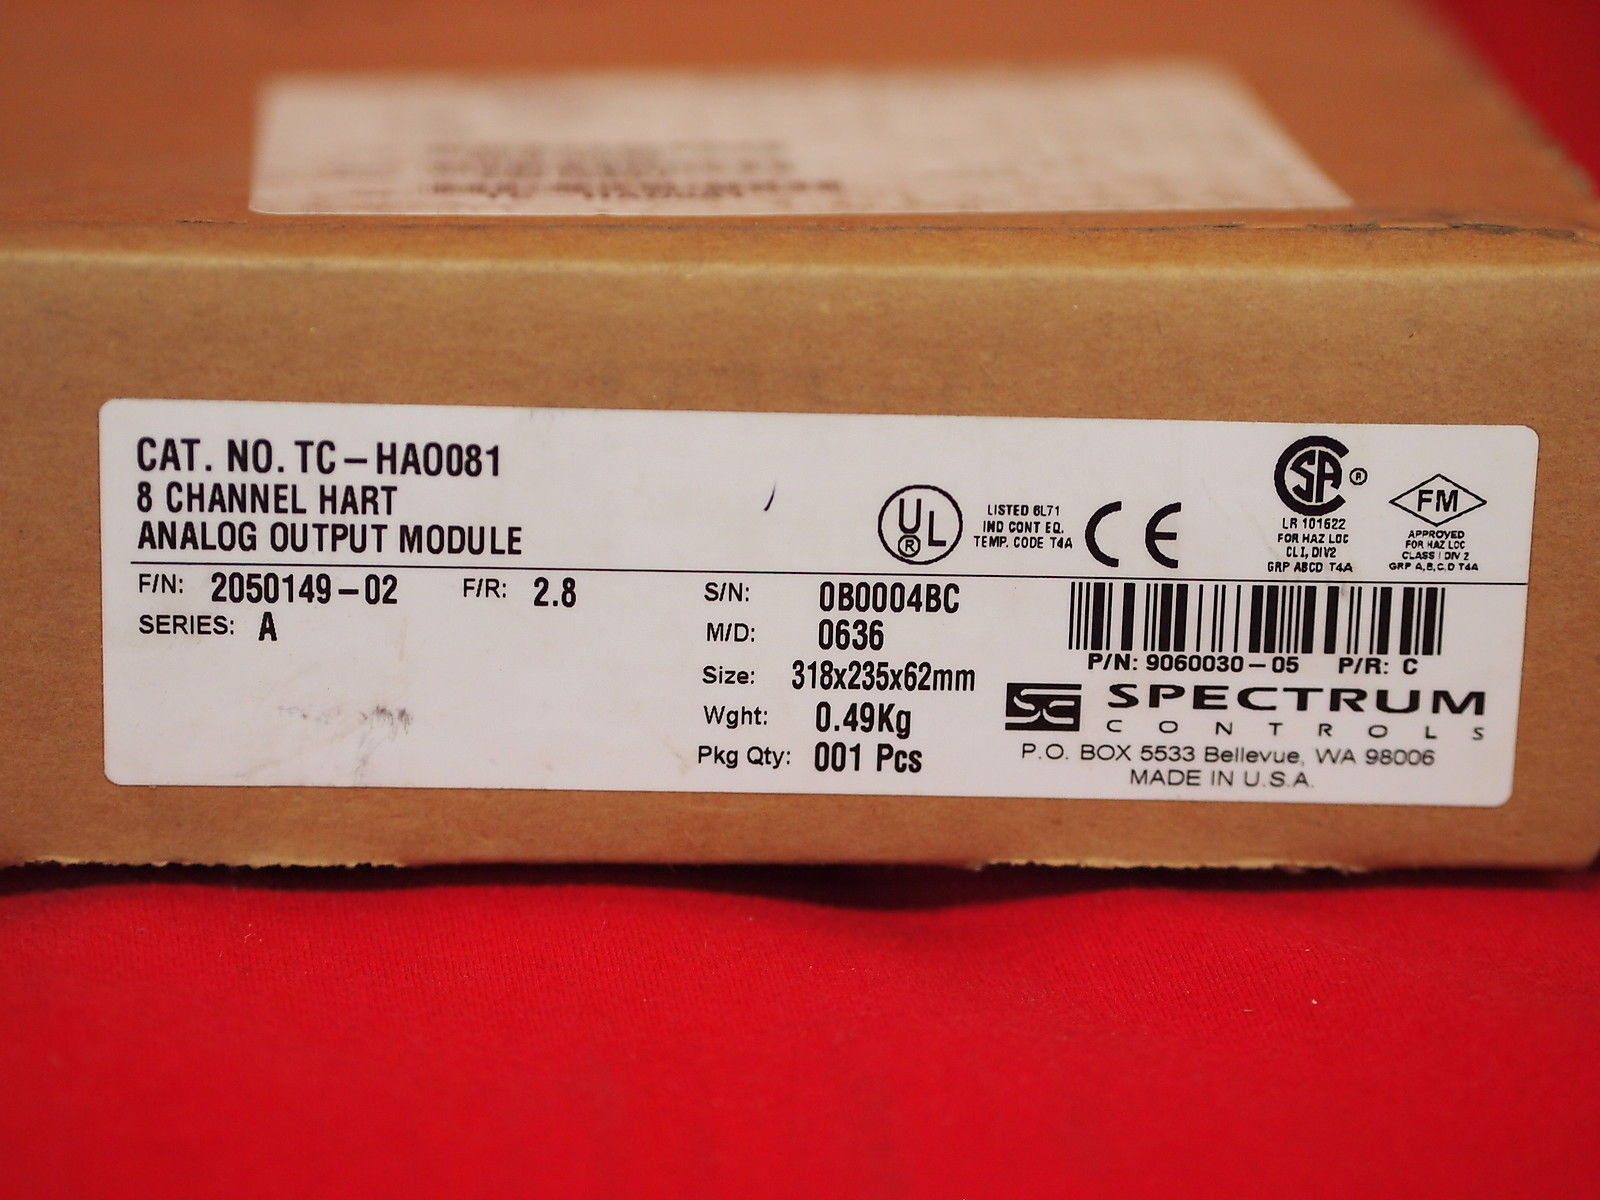 CAT. NO. TC-HAO081
8 CHANNEL HART
ANALOG OUTPUT MODULE
F/N: 2050149-02 F/R: 2.8
SERIES: A
S/N: 0B0004BC
M/D: 0636
Size: 318x235x62mm
Wght: 0.49Kg
Pkg Qty: 001 Pcs
UL
®
LISTED 6L71
IND CONT EQ.
TEMP. CODE T4A
CE
SA ®
LR 101622
FOR HAZ LOC
CL I, DIV2
GRP ABCD T4A
FM
APPROVED
FOR HAZ LOC
CLASS I DIV 2
GRP A,B,C,D T4A
P/N: 9060030-05 P/R: C
SC SPECTRUM
CONTROLS
P.O. BOX 5533 Bellevue, WA 98006
MADE IN U.S.A.